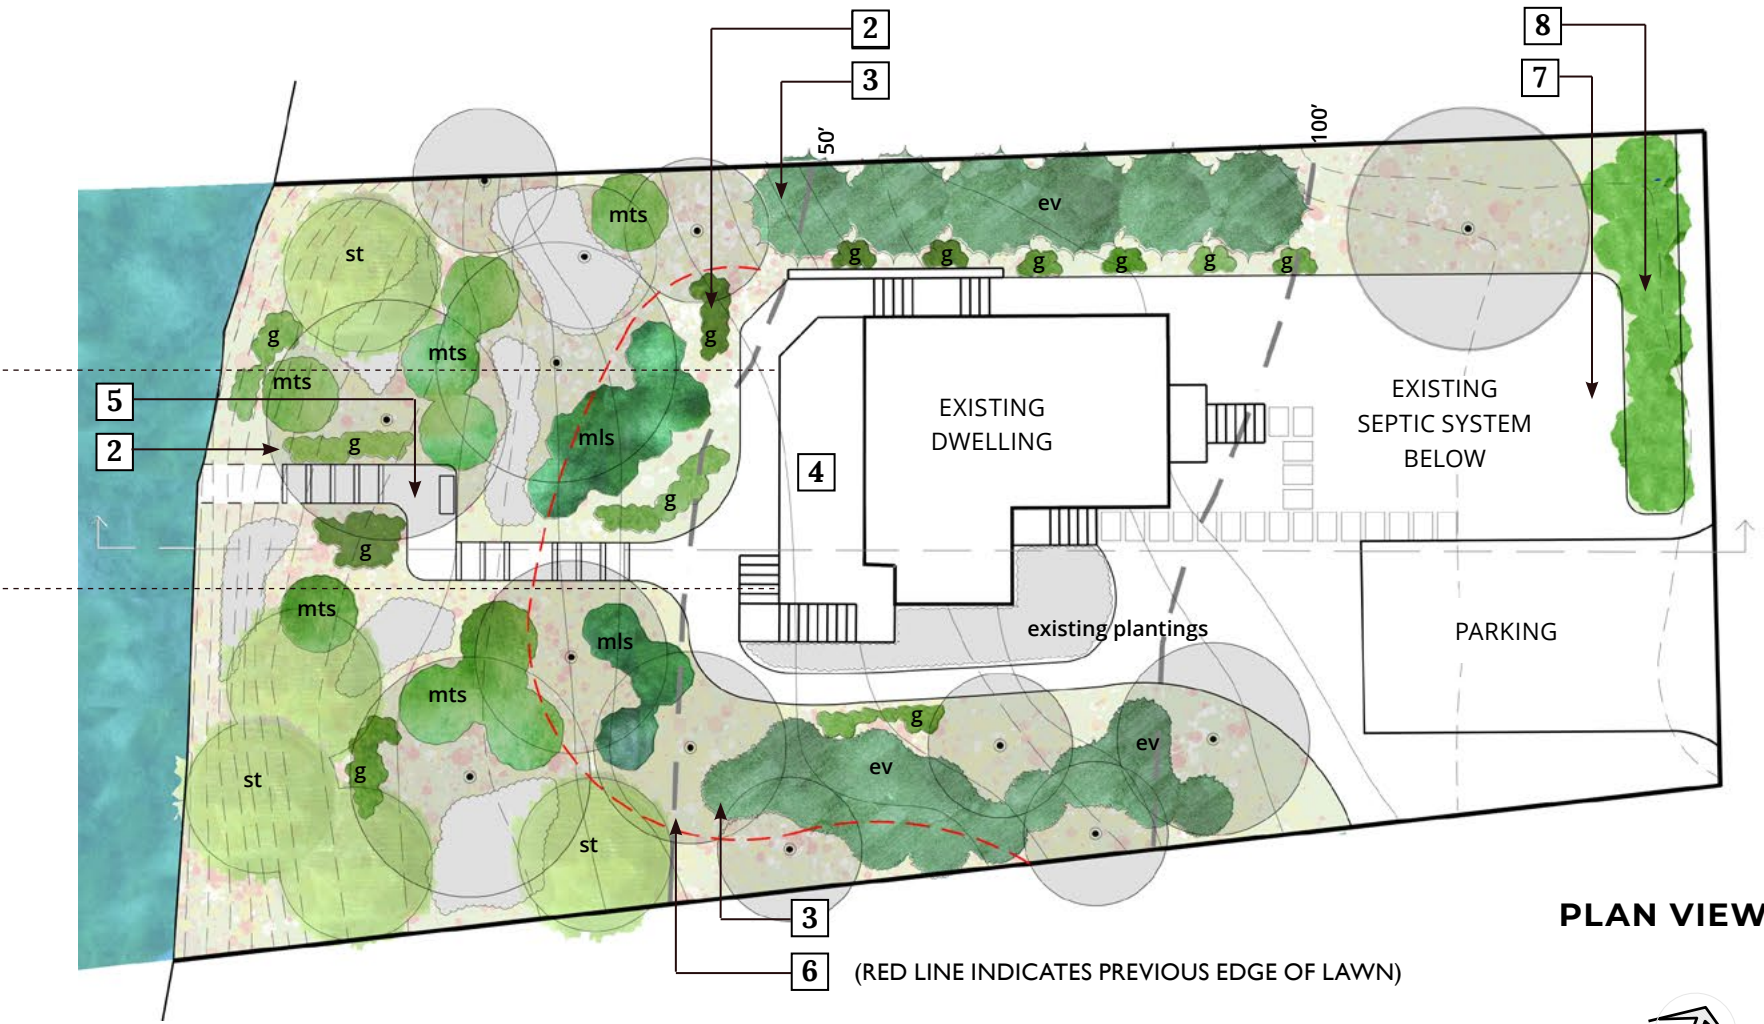 2
8
3
7
50’
100’
mts
ev
st
g
g
g
g
g
g
g
g
mts
mts
5
EXISTING
DWELLING
EXISTING
SEPTIC SYSTEM
BELOW
mls
2
g
4
g
g
mts
mls
existing plantings
PARKING
mts
g
ev
ev
st
g
st
3
PLAN VIEW
6
(RED LINE INDICATES PREVIOUS EDGE OF LAWN)